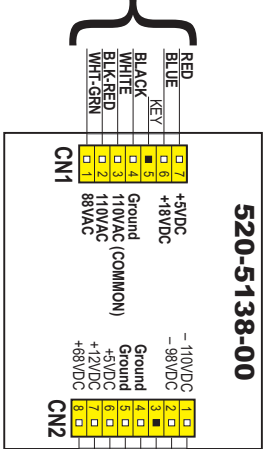 520-5138-00
RED
BLUE
KEY
BLACK
WHITE
BLK-RED
WHT-GRN
7
6
5
4
3
2
1
+5VDC
+18VDC
Ground
110VAC (COMMON)
110VAC
88VAC
CN1
– 110VDC
– 98VDC
Ground
Ground
+5VDC
+12VDC
+68VDC
1
2
3
4
5
6
7
8
CN2